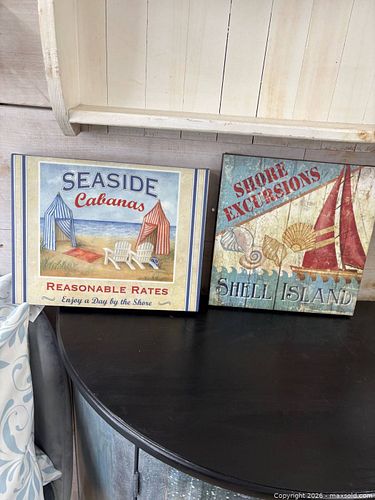 SEASIDE
Cabanas
REASONABLE RATES
Enjoy a Day by the Shore
SHORE
EXCURSIONS
SHELL ISLAND
Copyright 2026 - maxsold.com